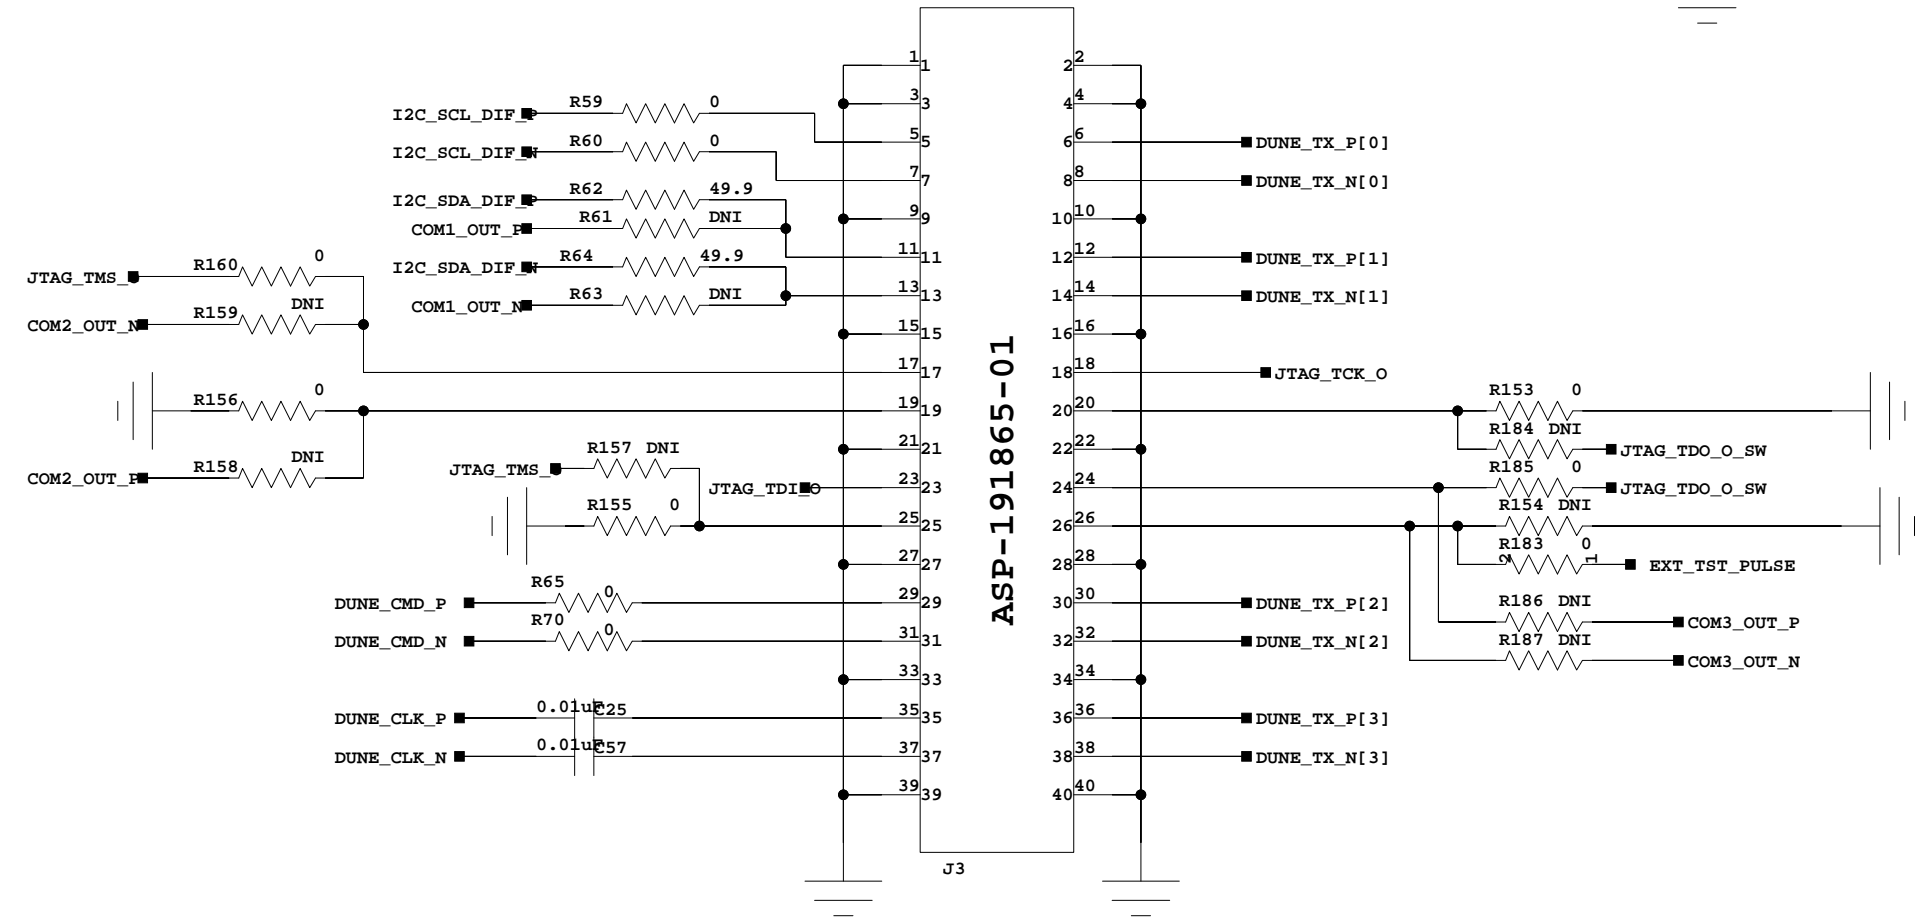 1 1 2 2
3 3 4 4
I2C_SCL_DIF_P R59 0
5 5 6 6 DUNE_TX_P[0]
I2C_SCL_DIF_N R60 0
7 7 8 8 DUNE_TX_N[0]
I2C_SDA_DIF_P R62 49.9
9 9 10 10
COM1_OUT_P R61 DNI
11 11 12 12 DUNE_TX_P[1]
I2C_SDA_DIF_N R64 49.9
JTAG_TMS_ R160 0
13 13 14 14 DUNE_TX_N[1]
COM1_OUT_N R63 DNI
COM2_OUT_N R159 DNI
15 15 16 16
17 17 18 18 JTAG_TCK_O
R156 0
19 19 20 20 R153 0
21 21 22 22 R184 DNI JTAG_TDO_O_SW
COM2_OUT_P R158 DNI
JTAG_TMS_ R157 DNI
JTAG_TDI_O 23 23 24 24 R185 0 JTAG_TDO_O_SW
R155 0 25 25 26 26 R154 DNI
27 27 28 28 2 R183 0 1 EXT_TST_PULSE
DUNE_CMD_P R65 0 29 29 30 30 DUNE_TX_P[2]
R186 DNI COM3_OUT_P
DUNE_CMD_N R70 0 31 31 32 32 DUNE_TX_N[2]
R187 DNI COM3_OUT_N
33 33 34 34
DUNE_CLK_P 0.01uF C25 35 35 36 36 DUNE_TX_P[3]
DUNE_CLK_N 0.01uF C57 37 37 38 38 DUNE_TX_N[3]
39 39 40 40
ASP-191865-01
J3